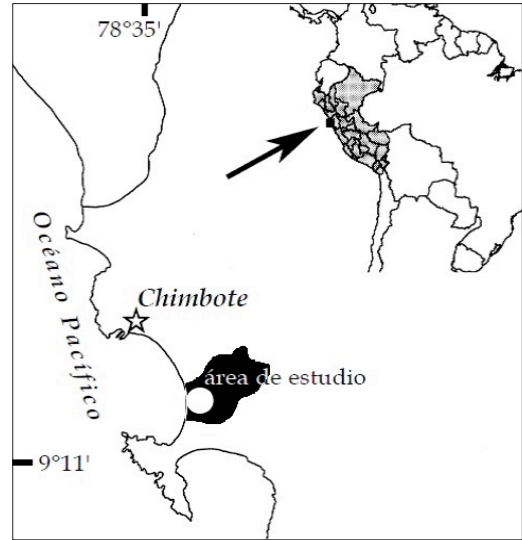 78°35'
Océano Pacífico
Chimbote
área de estudio
9°11'